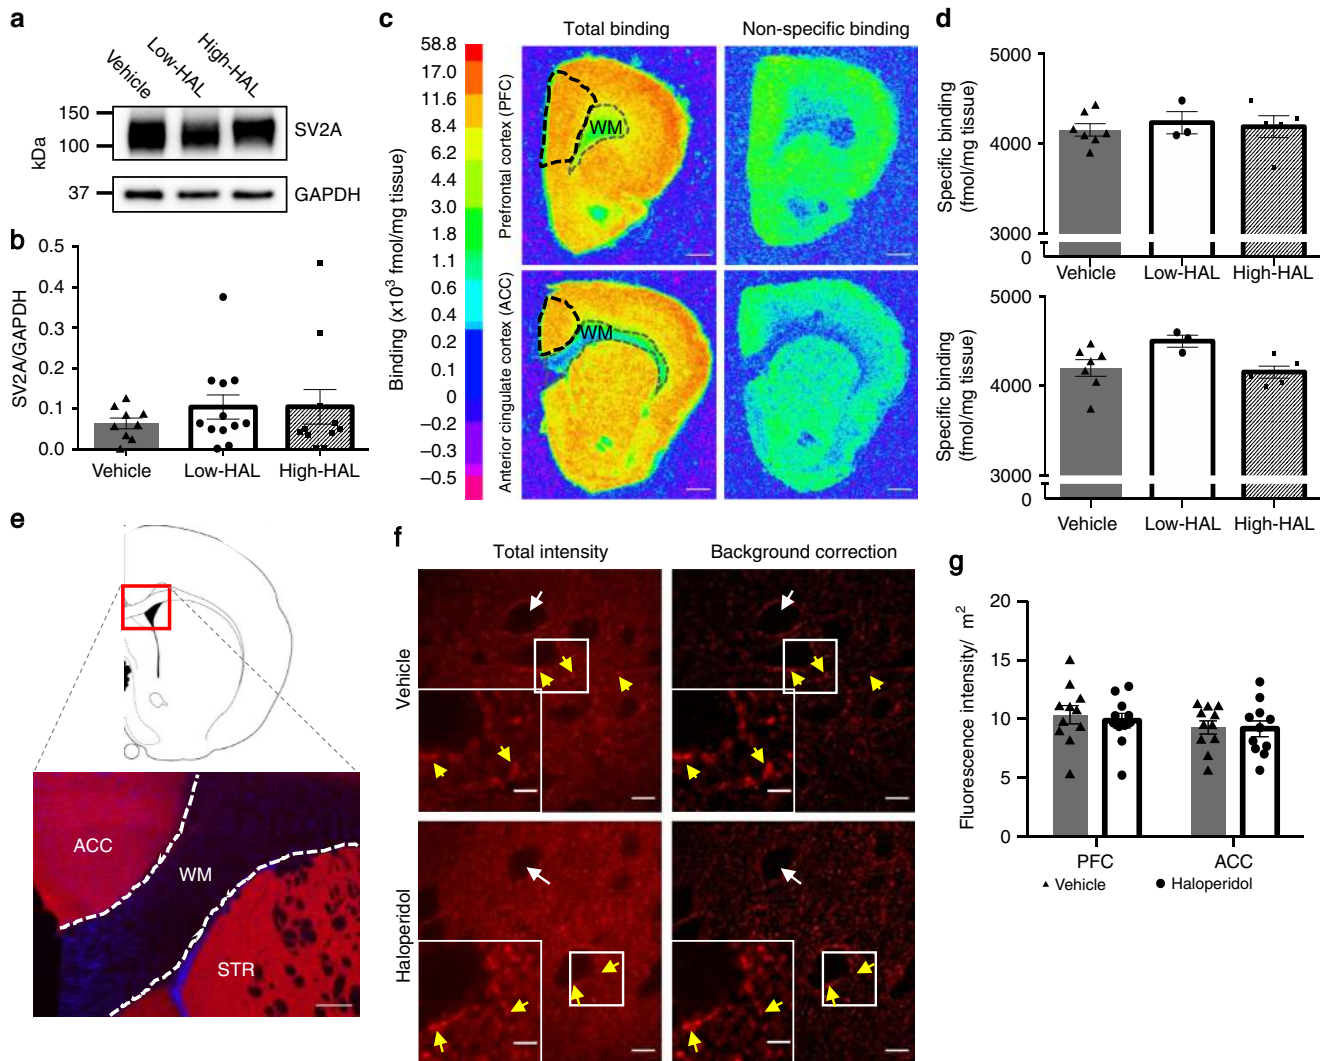 a
Vehicle
Low-HAL
High-HAL
kDa
150
100
37
SV2A
GAPDH
b
SV2A/GAPDH
0.5
0.4
0.3
0.2
0.1
0.0
Vehicle
Low-HAL
High-HAL
c
Total binding
Non-specific binding
Binding (x10³ fmol/mg tissue)
58.8
17.0
11.6
8.4
6.2
4.4
3.0
1.8
1.1
0.6
0.4
0.2
0.1
0
–0.2
–0.3
–0.5
Prefrontal cortex (PFC)
WM
Anterior cingulate cortex (ACC)
WM
d
Specific binding
(fmol/mg tissue)
5000
4000
3000
0
Vehicle
Low-HAL
High-HAL
Specific binding
(fmol/mg tissue)
5000
4000
3000
0
Vehicle
Low-HAL
High-HAL
e
ACC
WM
STR
f
Total intensity
Background correction
Vehicle
Haloperidol
g
Fluorescence intensity/ m²
20
15
10
5
0
PFC
ACC
Vehicle
Haloperidol